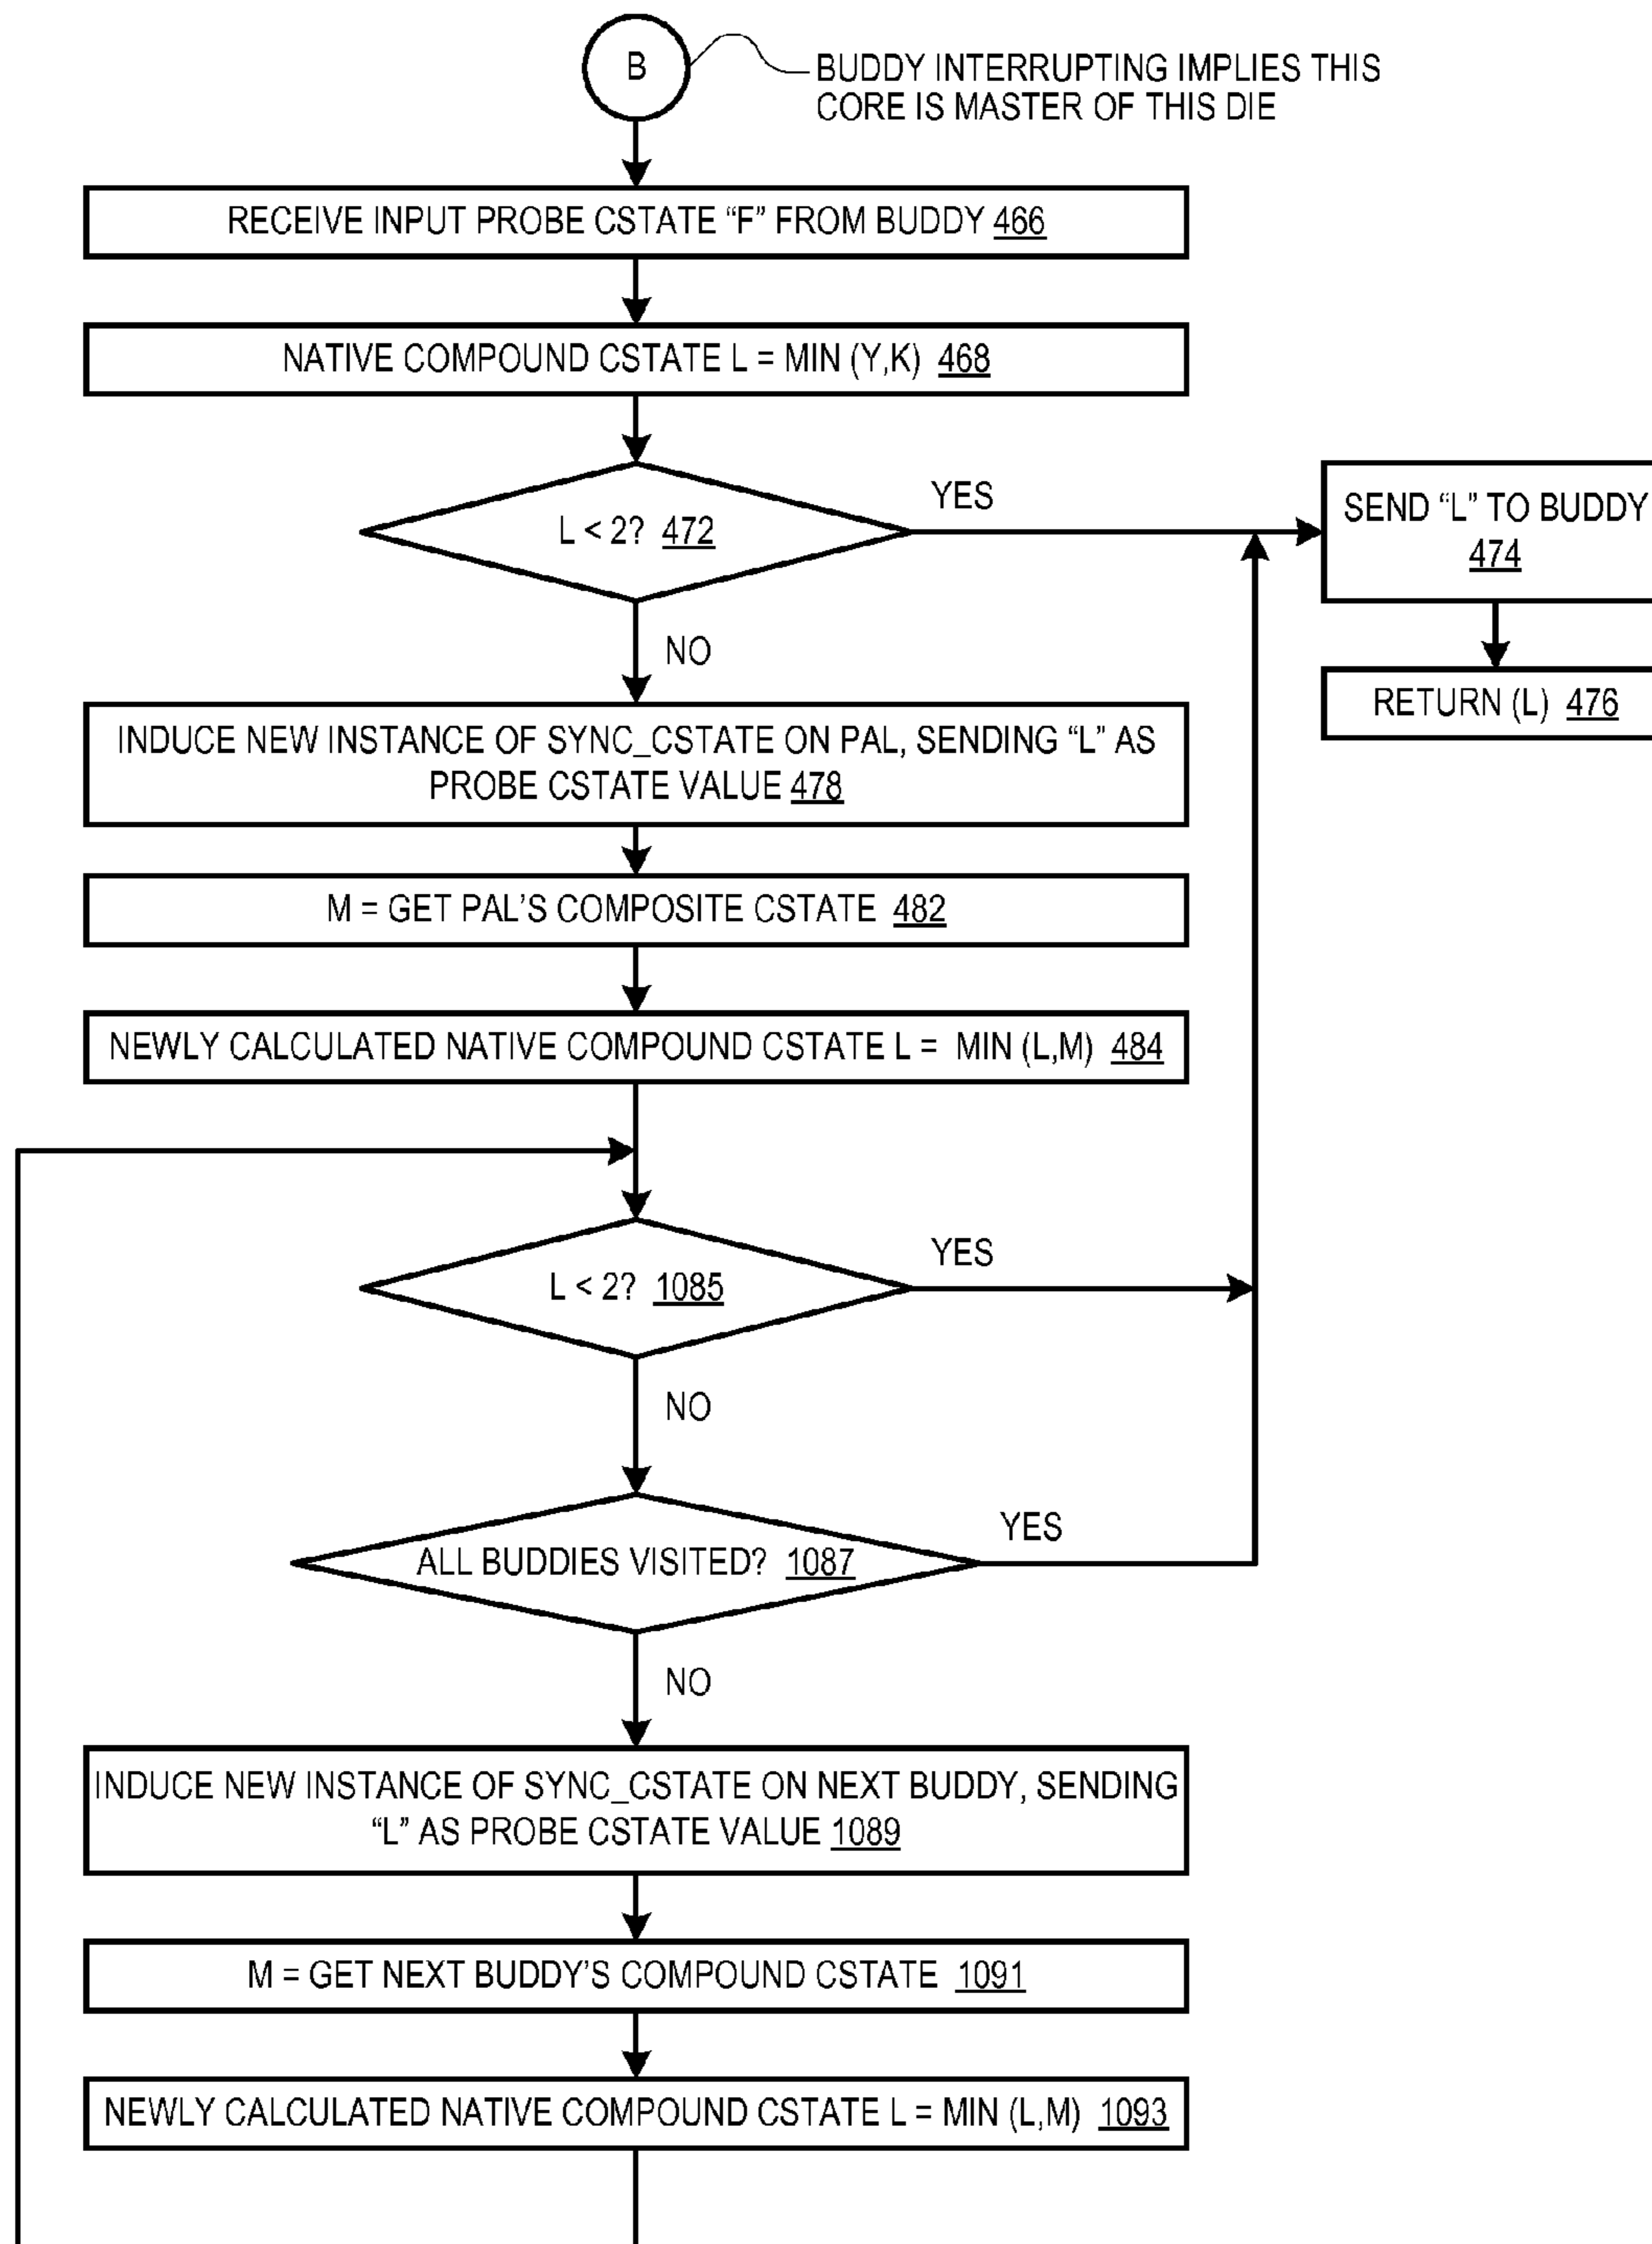 B
BUDDY INTERRUPTING IMPLIES THIS
CORE IS MASTER OF THIS DIE
RECEIVE INPUT PROBE CSTATE “F” FROM BUDDY 466
NATIVE COMPOUND CSTATE L = MIN (Y,K) 468
L < 2? 472
YES
SEND “L” TO BUDDY
474
RETURN (L) 476
NO
INDUCE NEW INSTANCE OF SYNC_CSTATE ON PAL, SENDING “L” AS
PROBE CSTATE VALUE 478
M = GET PAL’S COMPOSITE CSTATE 482
NEWLY CALCULATED NATIVE COMPOUND CSTATE L = MIN (L,M) 484
L < 2? 1085
YES
NO
ALL BUDDIES VISITED? 1087
YES
NO
INDUCE NEW INSTANCE OF SYNC_CSTATE ON NEXT BUDDY, SENDING
“L” AS PROBE CSTATE VALUE 1089
M = GET NEXT BUDDY’S COMPOUND CSTATE 1091
NEWLY CALCULATED NATIVE COMPOUND CSTATE L = MIN (L,M) 1093